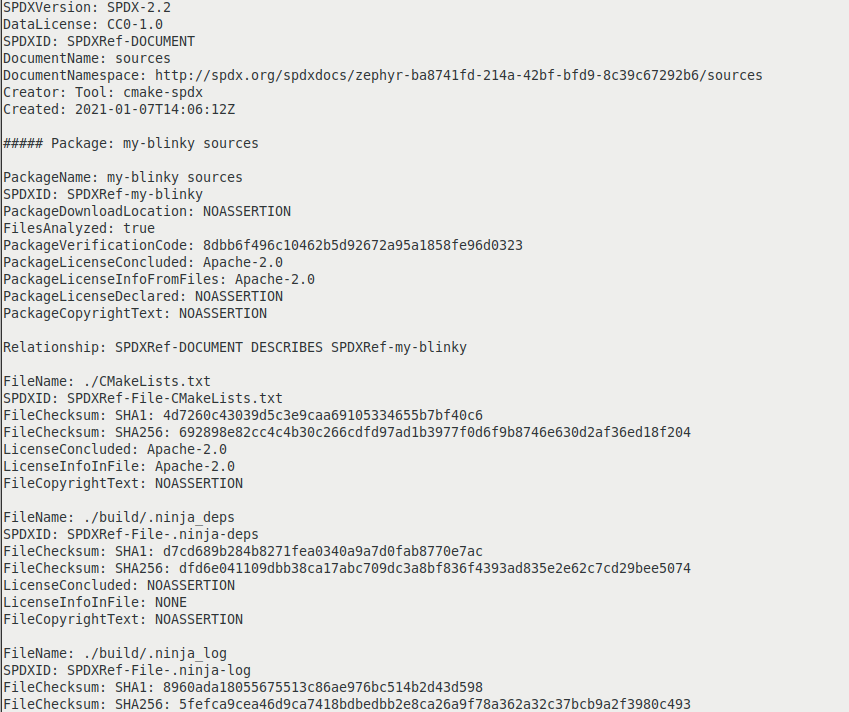 SPDXVersion: SPDX-2.2
DataLicense: CC0-1.0
SPDXID: SPDXRef-DOCUMENT
DocumentName: sources
DocumentNamespace: http://spdx.org/spdxdocs/zephyr-ba8741fd-214a-42bf-bfd9-8c39c67292b6/sources
Creator: Tool: cmake-spdx
Created: 2021-01-07T14:06:12Z
##### Package: my-blinky sources
PackageName: my-blinky sources
SPDXID: SPDXRef-my-blinky
PackageDownloadLocation: NOASSERTION
FilesAnalyzed: true
PackageVerificationCode: 8dbb6f496c10462b5d92672a95a1858fe96d0323
PackageLicenseConcluded: Apache-2.0
PackageLicenseInfoFromFiles: Apache-2.0
PackageLicenseDeclared: NOASSERTION
PackageCopyrightText: NOASSERTION
Relationship: SPDXRef-DOCUMENT DESCRIBES SPDXRef-my-blinky
FileName: ./CMakeLists.txt
SPDXID: SPDXRef-File-CMakeLists.txt
FileChecksum: SHA1: 4d7260c43039d5c3e9caa69105334655b7bf40c6
FileChecksum: SHA256: 692898e82cc4c4b30c266cdfd97ad1b3977f0d6f9b8746e630d2af36ed18f204
LicenseConcluded: Apache-2.0
LicenseInfoInFile: Apache-2.0
FileCopyrightText: NOASSERTION
FileName: ./build/.ninja_deps
SPDXID: SPDXRef-File-.ninja-deps
FileChecksum: SHA1: d7cd689b284b8271fea0340a9a7d0fab8770e7ac
FileChecksum: SHA256: dfd6e041109dbb38ca17abc709dc3a8bf836f4393ad835e2e62c7cd29bee5074
LicenseConcluded: NOASSERTION
LicenseInfoInFile: NONE
FileCopyrightText: NOASSERTION
FileName: ./build/.ninja_log
SPDXID: SPDXRef-File-.ninja-log
FileChecksum: SHA1: 8960ada18055675513c86ae976bc514b2d43d598
FileChecksum: SHA256: 5fefca9cea46d9ca7418bdbedbb2e8ca26a9f78a362a32c37bcb9a2f3980c493